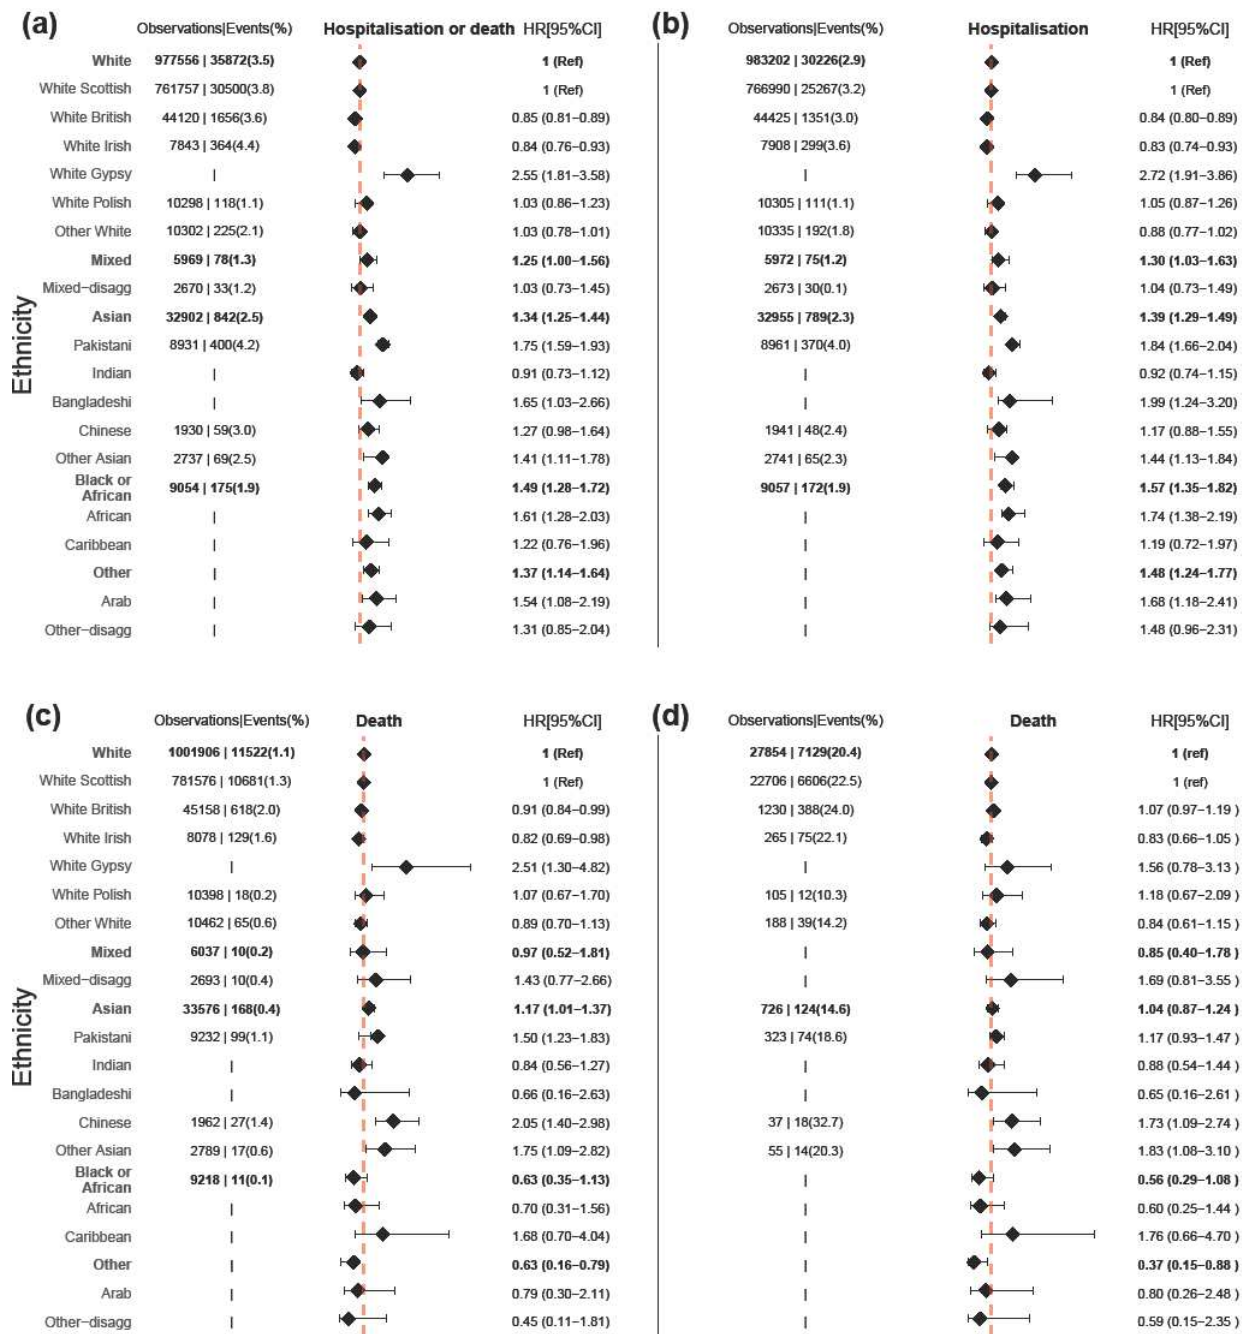 (a) Observations|Events(%) Hospitalisation or death HR[95%CI]
White 977556 | 35872(3.5) 1 (Ref)
White Scottish 761757 | 30500(3.8) 1 (Ref)
White British 44120 | 1656(3.6) 0.85 (0.81−0.89)
White Irish 7843 | 364(4.4) 0.84 (0.76−0.93)
White Gypsy | 2.55 (1.81−3.58)
White Polish 10298 | 118(1.1) 1.03 (0.86−1.23)
Other White 10302 | 225(2.1) 1.03 (0.78−1.01)
Mixed 5969 | 78(1.3) 1.25 (1.00−1.56)
Mixed−disagg 2670 | 33(1.2) 1.03 (0.73−1.45)
Asian 32902 | 842(2.5) 1.34 (1.25−1.44)
Pakistani 8931 | 400(4.2) 1.75 (1.59−1.93)
Indian | 0.91 (0.73−1.12)
Bangladeshi | 1.65 (1.03−2.66)
Chinese 1930 | 59(3.0) 1.27 (0.98−1.64)
Other Asian 2737 | 69(2.5) 1.41 (1.11−1.78)
Black or
African 9054 | 175(1.9) 1.49 (1.28−1.72)
African | 1.61 (1.28−2.03)
Caribbean | 1.22 (0.76−1.96)
Other | 1.37 (1.14−1.64)
Arab | 1.54 (1.08−2.19)
Other−disagg | 1.31 (0.85−2.04)
Ethnicity
(b) Observations|Events(%) Hospitalisation HR[95%CI]
983202 | 30226(2.9) 1 (Ref)
766990 | 25267(3.2) 1 (Ref)
44425 | 1351(3.0) 0.84 (0.80−0.89)
7908 | 299(3.6) 0.83 (0.74−0.93)
| 2.72 (1.91−3.86)
10305 | 111(1.1) 1.05 (0.87−1.26)
10335 | 192(1.8) 0.88 (0.77−1.02)
5972 | 75(1.2) 1.30 (1.03−1.63)
2673 | 30(0.1) 1.04 (0.73−1.49)
32955 | 789(2.3) 1.39 (1.29−1.49)
8961 | 370(4.0) 1.84 (1.66−2.04)
| 0.92 (0.74−1.15)
| 1.99 (1.24−3.20)
1941 | 48(2.4) 1.17 (0.88−1.55)
2741 | 65(2.3) 1.44 (1.13−1.84)
9057 | 172(1.9) 1.57 (1.35−1.82)
| 1.74 (1.38−2.19)
| 1.19 (0.72−1.97)
| 1.48 (1.24−1.77)
| 1.68 (1.18−2.41)
| 1.48 (0.96−2.31)
(c) Observations|Events(%) Death HR[95%CI]
White 1001906 | 11522(1.1) 1 (Ref)
White Scottish 781576 | 10681(1.3) 1 (Ref)
White British 45158 | 618(2.0) 0.91 (0.84−0.99)
White Irish 8078 | 129(1.6) 0.82 (0.69−0.98)
White Gypsy | 2.51 (1.30−4.82)
White Polish 10398 | 18(0.2) 1.07 (0.67−1.70)
Other White 10462 | 65(0.6) 0.89 (0.70−1.13)
Mixed 6037 | 10(0.2) 0.97 (0.52−1.81)
Mixed−disagg 2693 | 10(0.4) 1.43 (0.77−2.66)
Asian 33576 | 168(0.4) 1.17 (1.01−1.37)
Pakistani 9232 | 99(1.1) 1.50 (1.23−1.83)
Indian | 0.84 (0.56−1.27)
Bangladeshi | 0.66 (0.16−2.63)
Chinese 1962 | 27(1.4) 2.05 (1.40−2.98)
Other Asian 2789 | 17(0.6) 1.75 (1.09−2.82)
Black or
African 9218 | 11(0.1) 0.63 (0.35−1.13)
African | 0.70 (0.31−1.56)
Caribbean | 1.68 (0.70−4.04)
Other | 0.63 (0.16−0.79)
Arab | 0.79 (0.30−2.11)
Other−disagg | 0.45 (0.11−1.81)
Ethnicity
(d) Observations|Events(%) Death HR[95%CI]
27854 | 7129(20.4) 1 (ref)
22706 | 6606(22.5) 1 (ref)
1230 | 388(24.0) 1.07 (0.97−1.19 )
265 | 75(22.1) 0.83 (0.66−1.05 )
| 1.56 (0.78−3.13 )
105 | 12(10.3) 1.18 (0.67−2.09 )
188 | 39(14.2) 0.84 (0.61−1.15 )
| 0.85 (0.40−1.78 )
| 1.69 (0.81−3.55 )
726 | 124(14.6) 1.04 (0.87−1.24 )
323 | 74(18.6) 1.17 (0.93−1.47 )
| 0.88 (0.54−1.44 )
| 0.65 (0.16−2.61 )
37 | 18(32.7) 1.73 (1.09−2.74 )
55 | 14(20.3) 1.83 (1.08−3.10 )
| 0.56 (0.29−1.08 )
| 0.60 (0.25−1.44 )
| 1.76 (0.66−4.70 )
| 0.37 (0.15−0.88 )
| 0.80 (0.26−2.48 )
| 0.59 (0.15−2.35 )